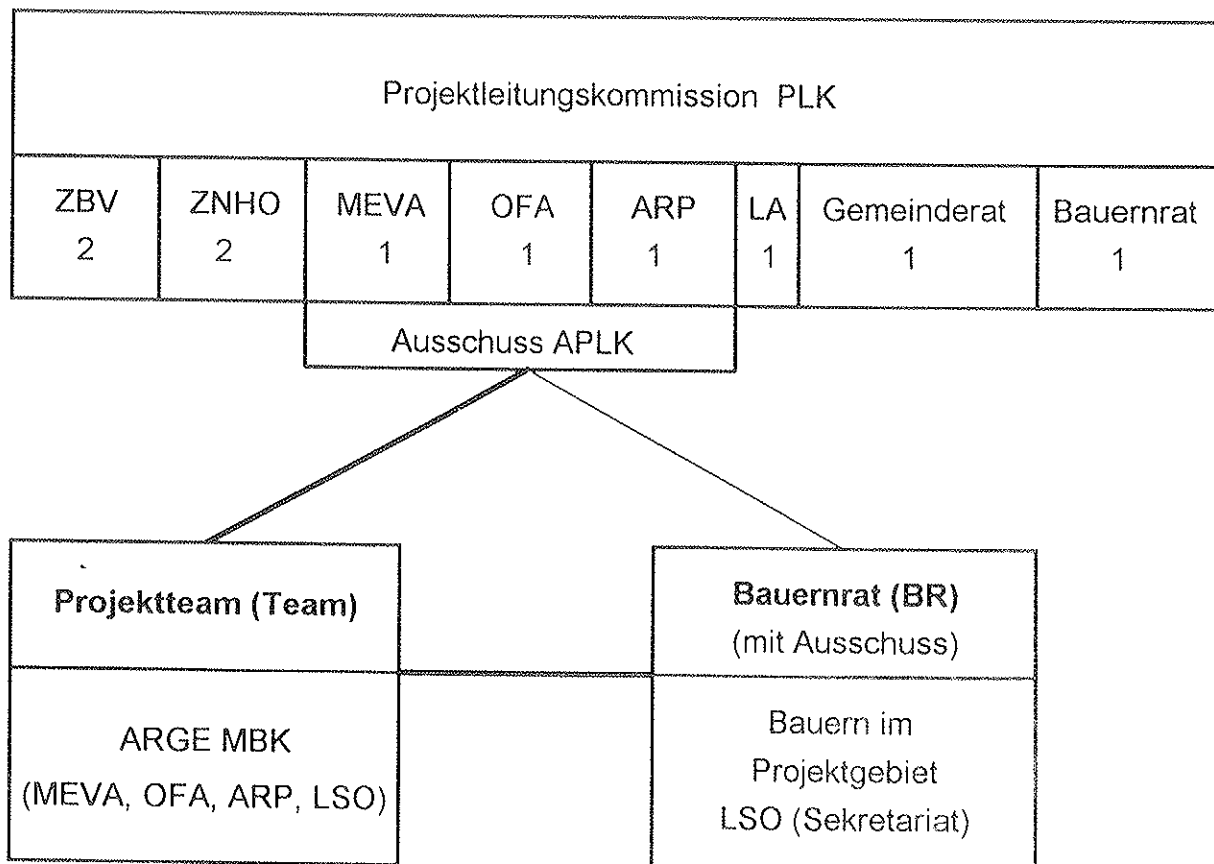 Projektleitungskommission PLK
ZBV ZNHO MEVA OFA ARP LA Gemeinderat Bauernrat
2 2 1 1 1 1 1 1
Ausschuss APLK
Projektteam (Team)
ARGE MBK
(MEVA, OFA, ARP, LSO)
Bauernrat (BR)
(mit Ausschuss)
Bauern im
Projektgebiet
LSO (Sekretariat)